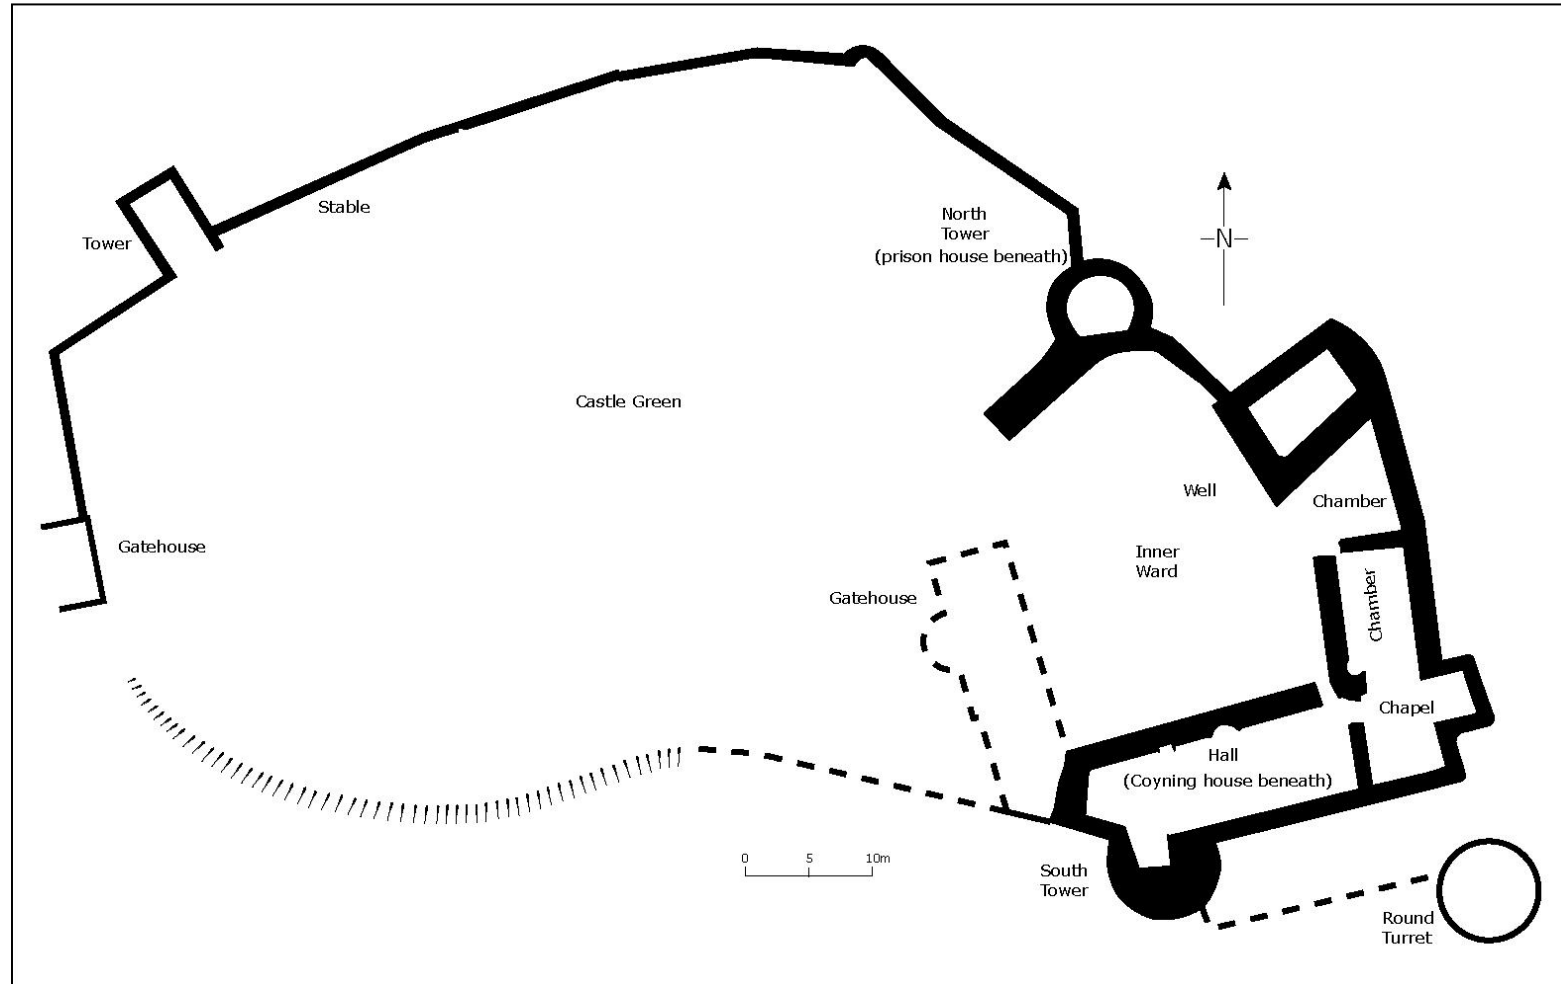 Stable
Tower
North
Tower
(prison house beneath)
N
Castle Green
Well
Chamber
Gatehouse
Inner
Ward
Gatehouse
Chamber
Chapel
Hall
(Coyning house beneath)
0 5 10m
South
Tower
Round
Turret